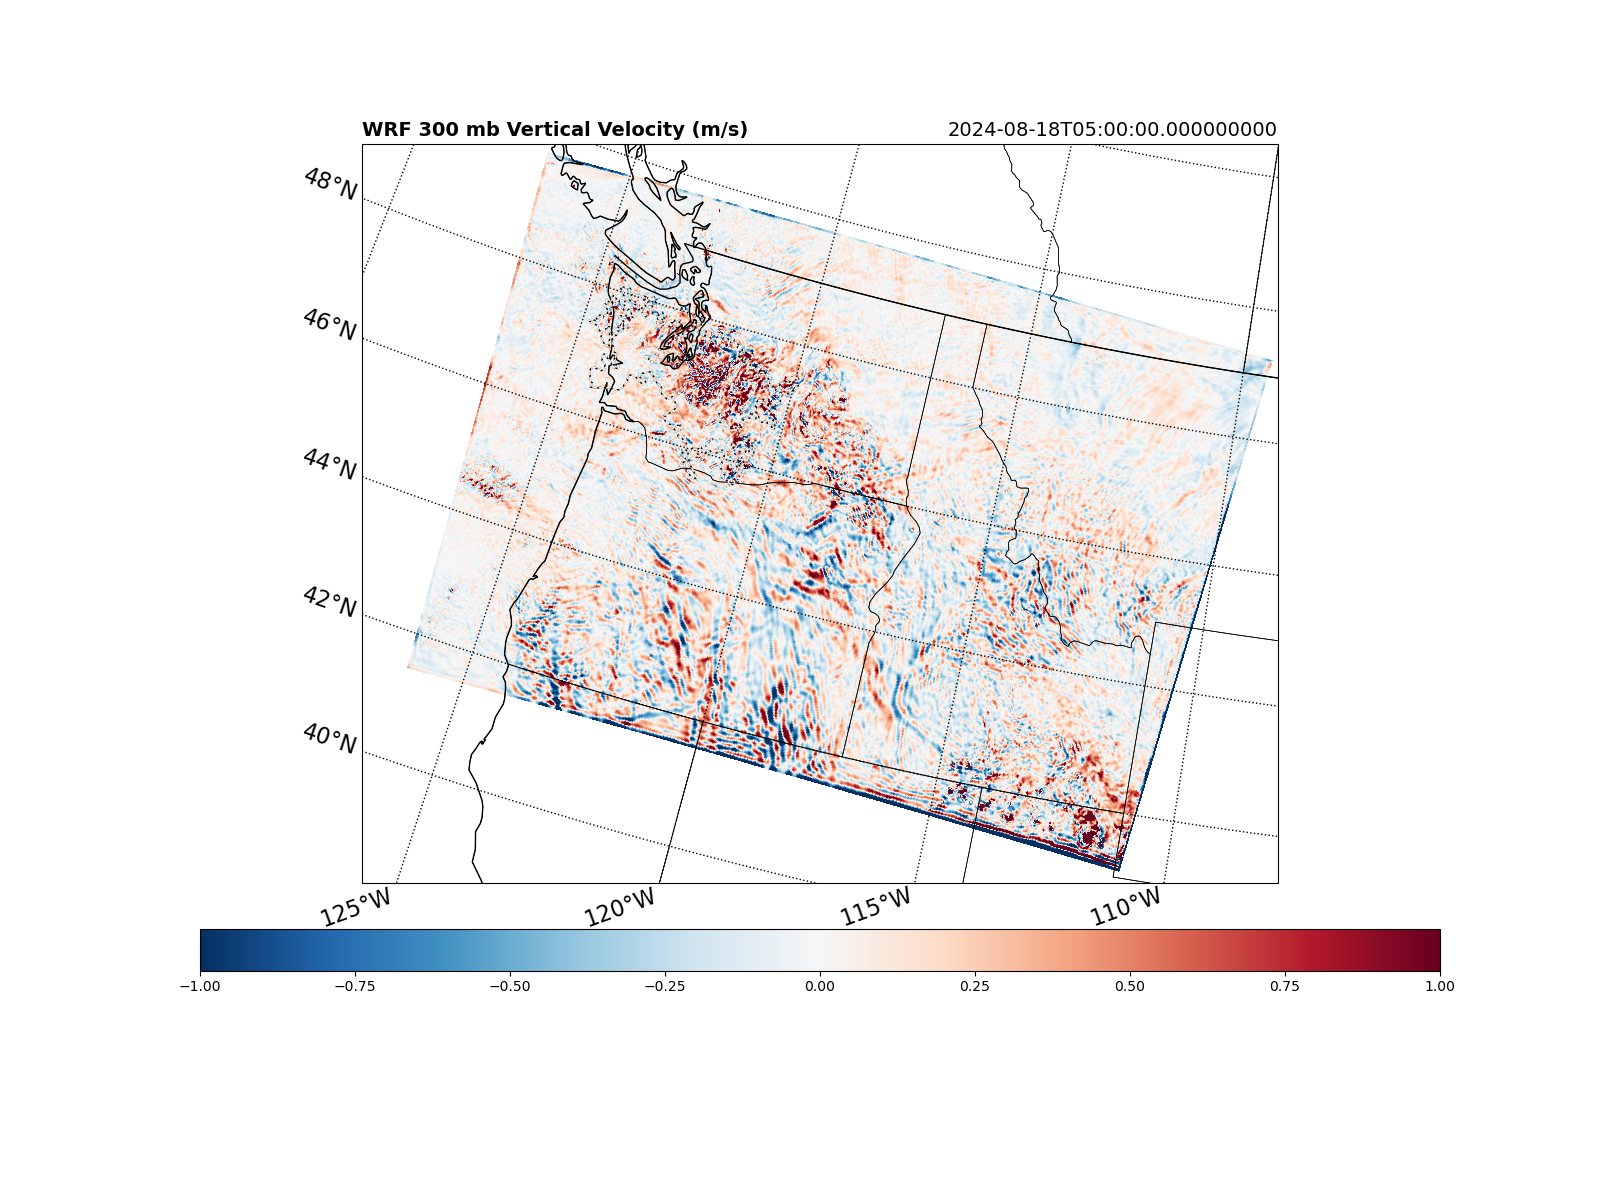 WRF 300 mb Vertical Velocity (m/s) 2024-08-18T05:00:00.000000000
48°N
46°N
44°N
42°N
40°N
125°W 120°W 115°W 110°W
−1.00 −0.75 −0.50 −0.25 0.00 0.25 0.50 0.75 1.00